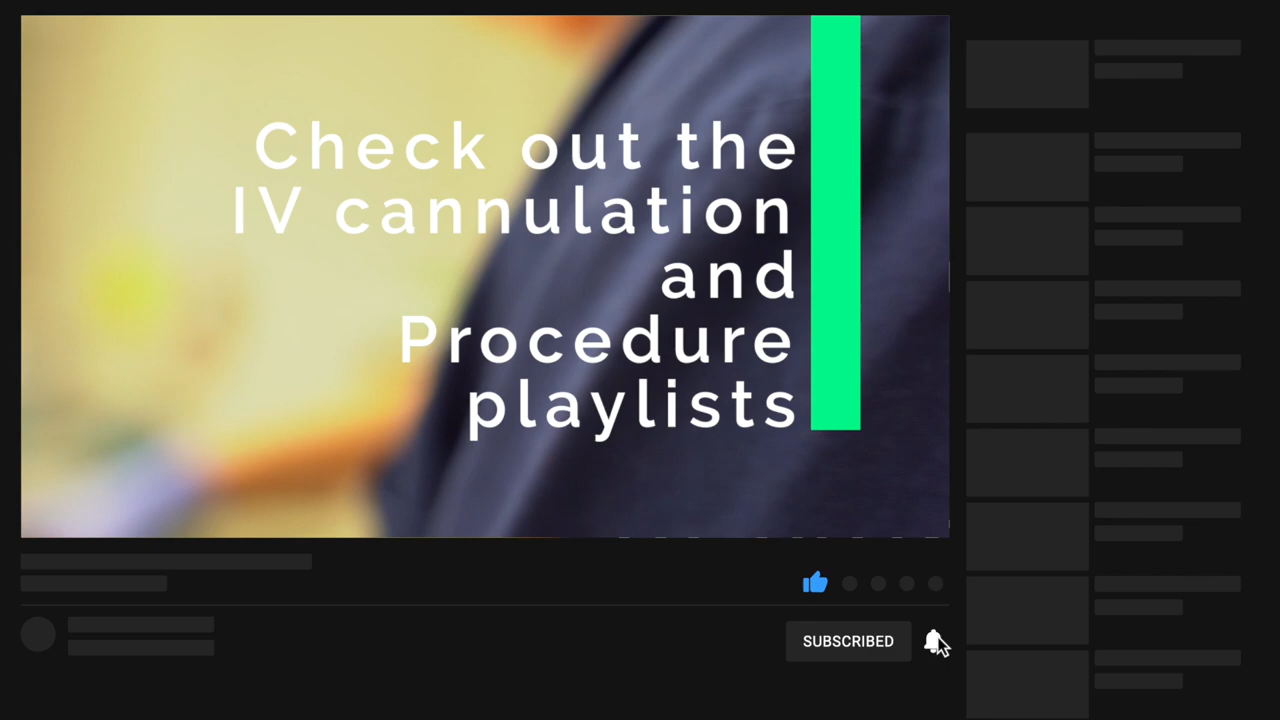 Check out the
IV cannulation
and
Procedure
playlists
SUBSCRIBED